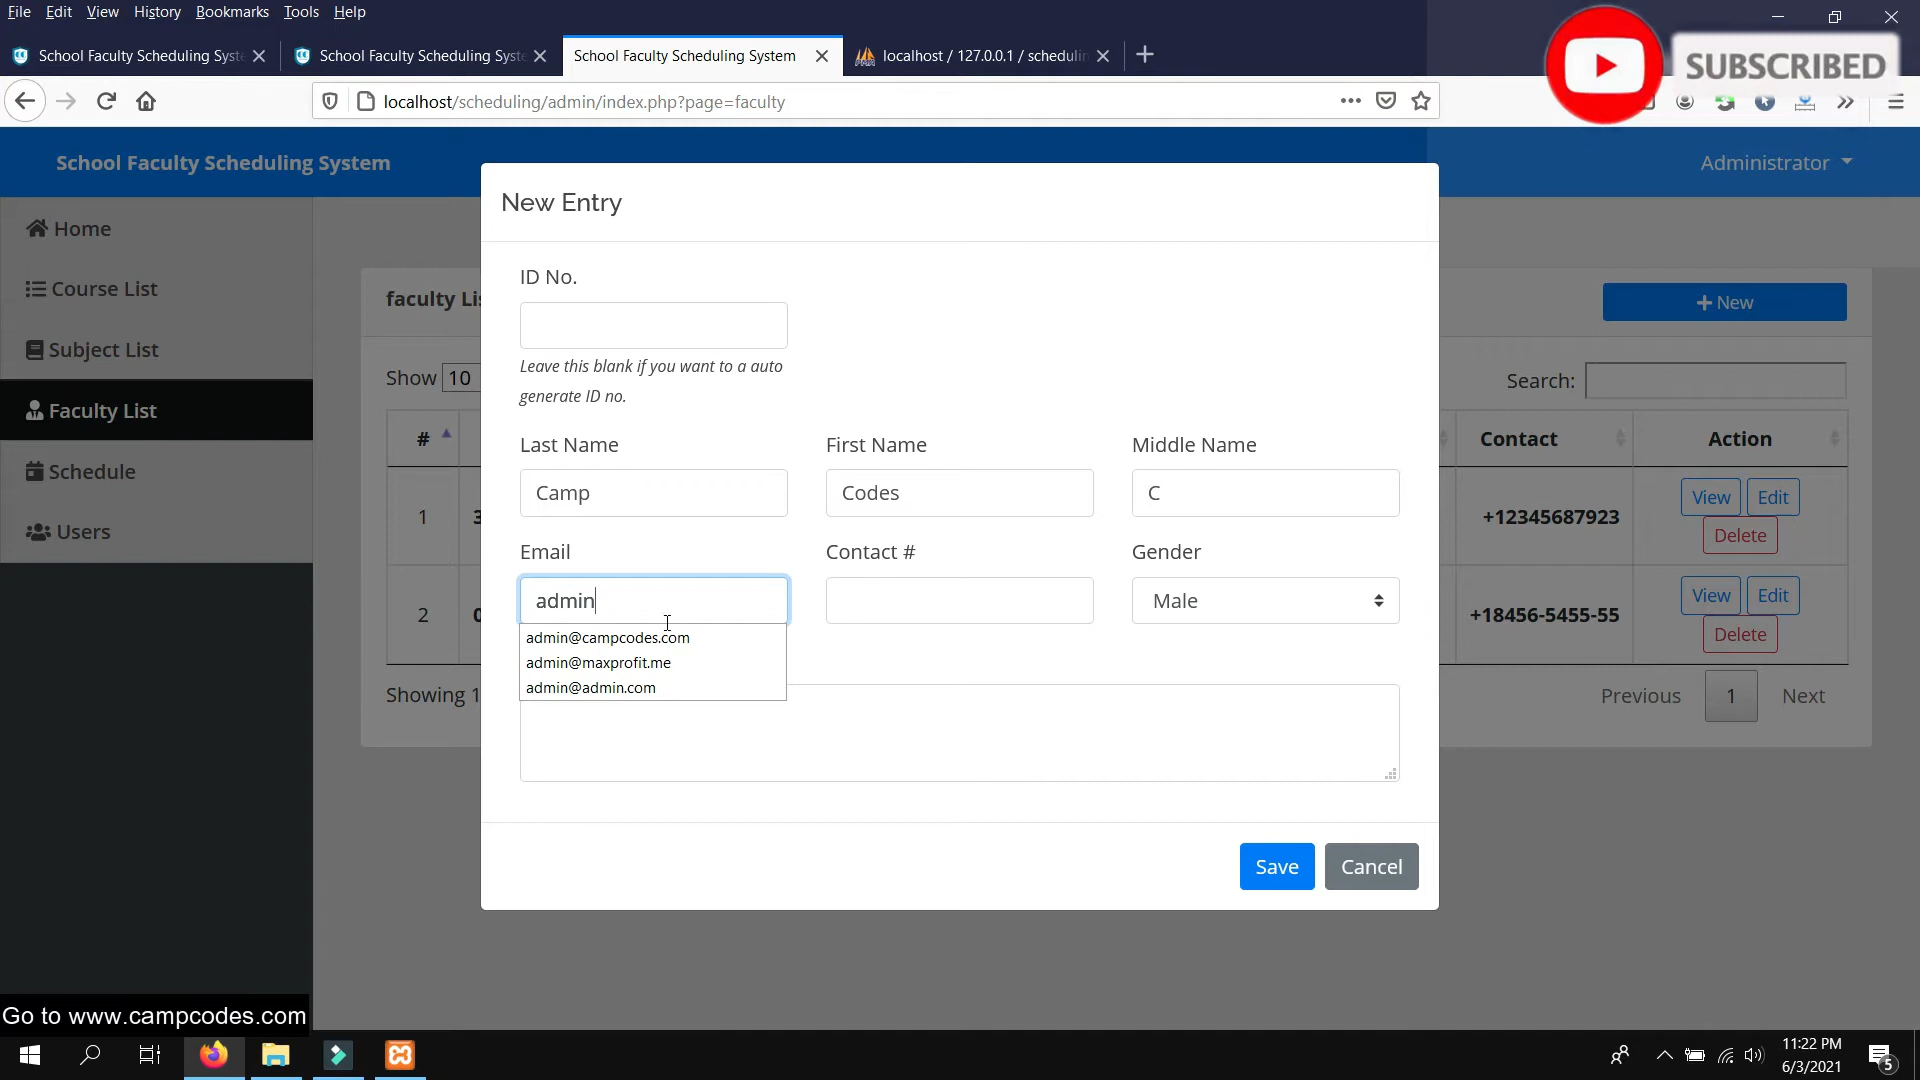 File Edit View History Bookmarks Tools Help
School Faculty Scheduling Syst
School Faculty Scheduling Syst
School Faculty Scheduling System
localhost / 127.0.0.1 / schedulin
SUBSCRIBED
localhost/scheduling/admin/index.php?page=faculty
School Faculty Scheduling System
Administrator
New Entry
Home
Course List
Subject List
Faculty List
Schedule
Users
faculty Lis
New
Show 10
Search:
#
Contact
Action
1
3
+12345687923
View Edit
Delete
2
0
+18456-5455-55
View Edit
Delete
Showing 1
Previous 1 Next
ID No.
Leave this blank if you want to a auto
generate ID no.
Last Name First Name Middle Name
Camp Codes C
Email Contact # Gender
admin Male
admin@campcodes.com
admin@maxprofit.me
admin@admin.com
Save Cancel
Go to www.campcodes.com
11:22 PM
6/3/2021
5